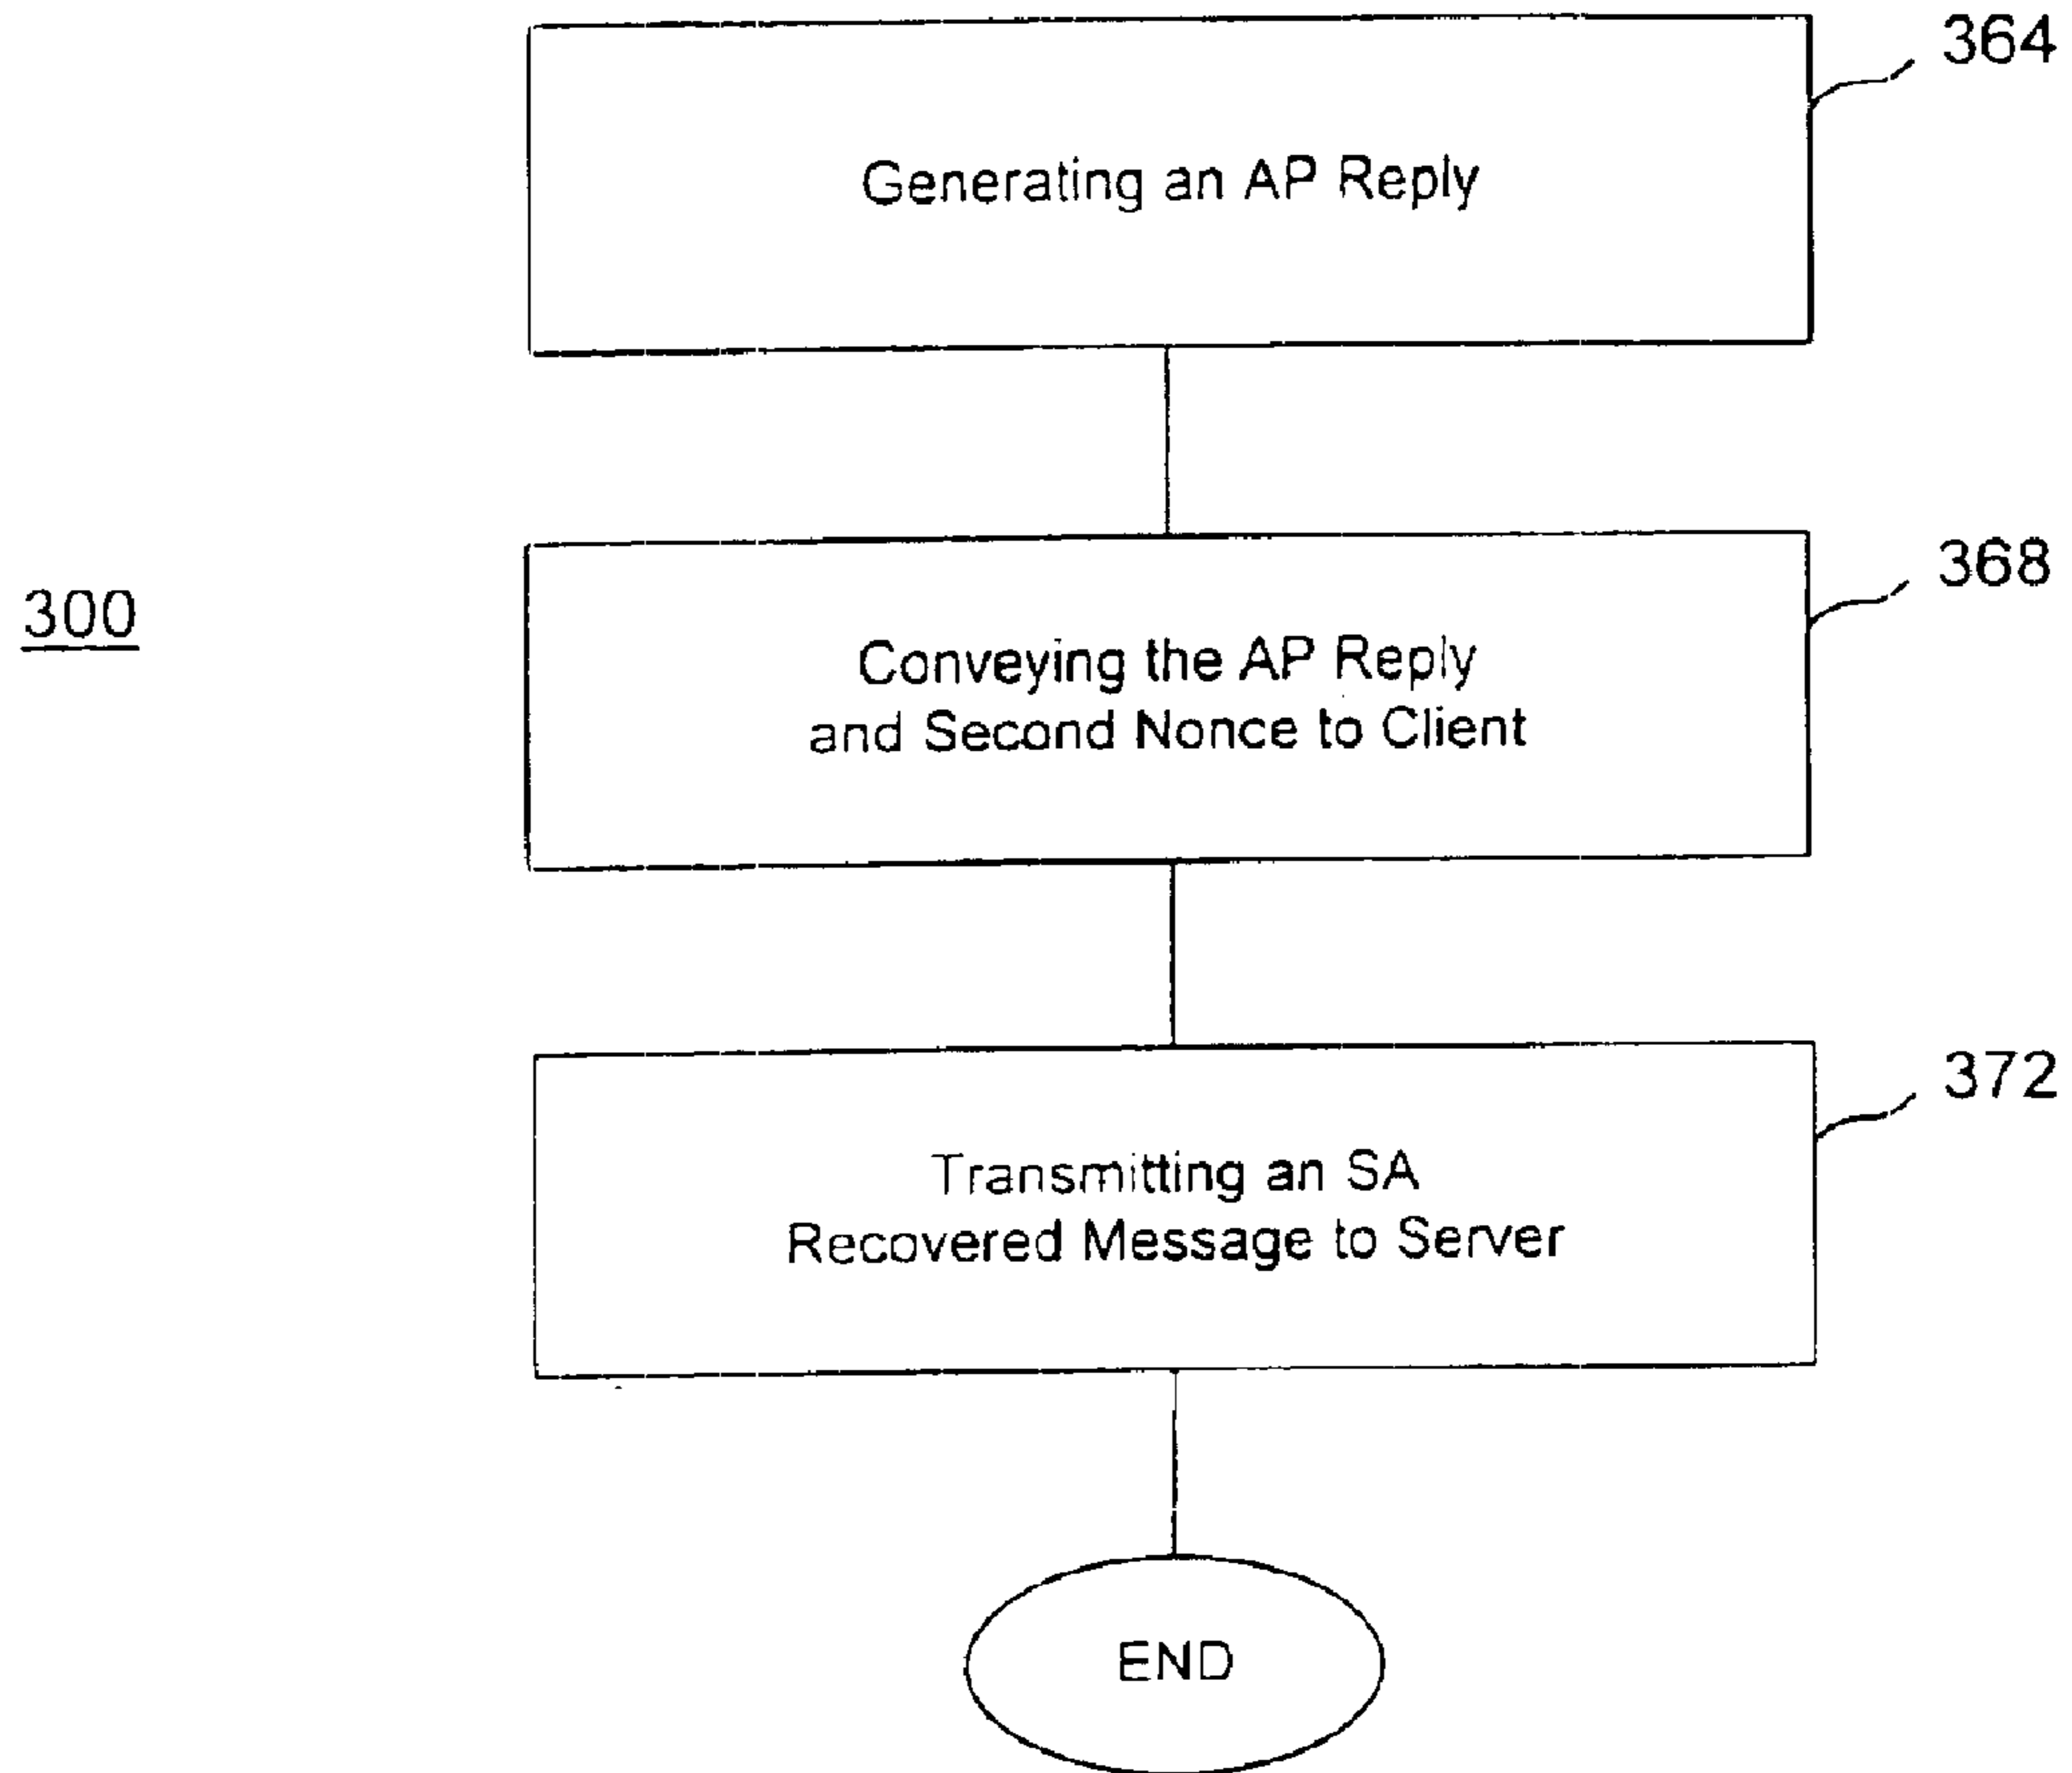 364
Generating an AP Reply
368
300
Conveying the AP Reply
and Second Nonce to Client
372
Transmitting an SA
Recovered Message to Server
END